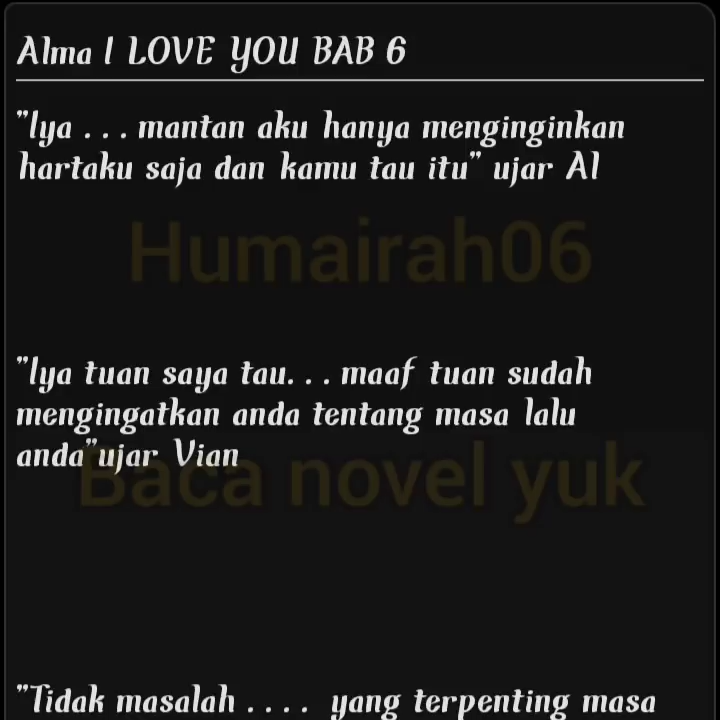 Alma I LOVE YOU BAB 6
"Iya . . . mantan aku hanya menginginkan
hartaku saja dan kamu tau itu" ujar Al
Humairah06
"Iya tuan saya tau. . . maaf tuan sudah
mengingatkan anda tentang masa lalu
anda"ujar Vian
Baca novel yuk
"Tidak masalah . . . . yang terpenting masa